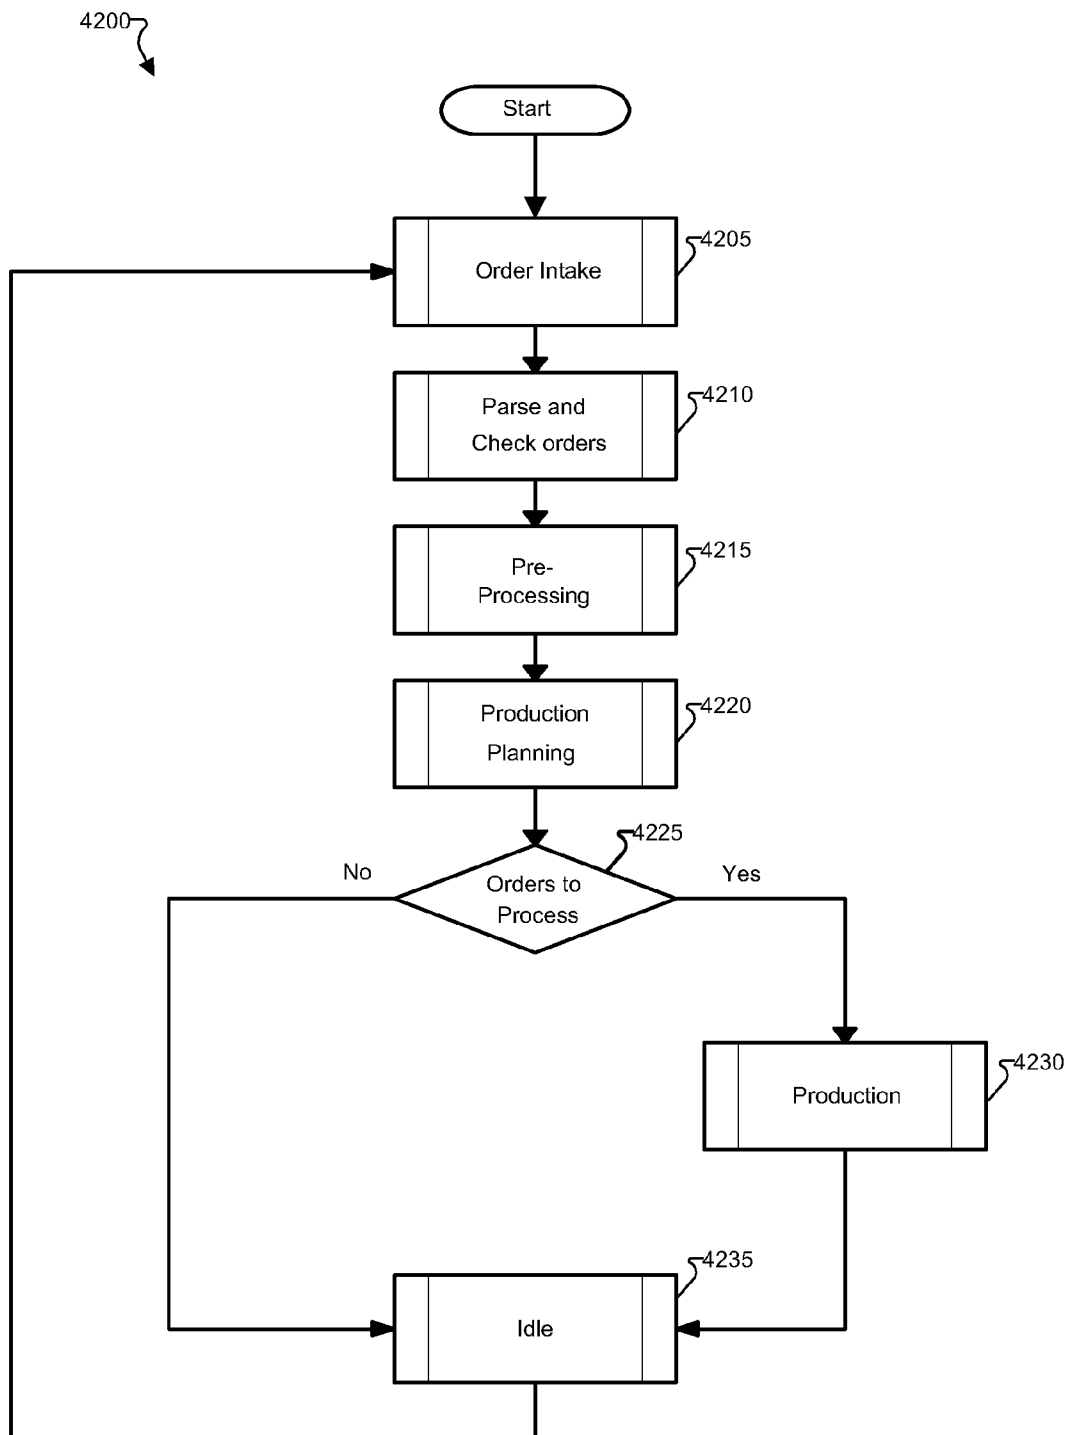 4200
Start
Order Intake
4205
Parse and
Check orders
4210
Pre-
Processing
4215
Production
Planning
4220
4225
No
Orders to
Process
Yes
Production
4230
4235
Idle